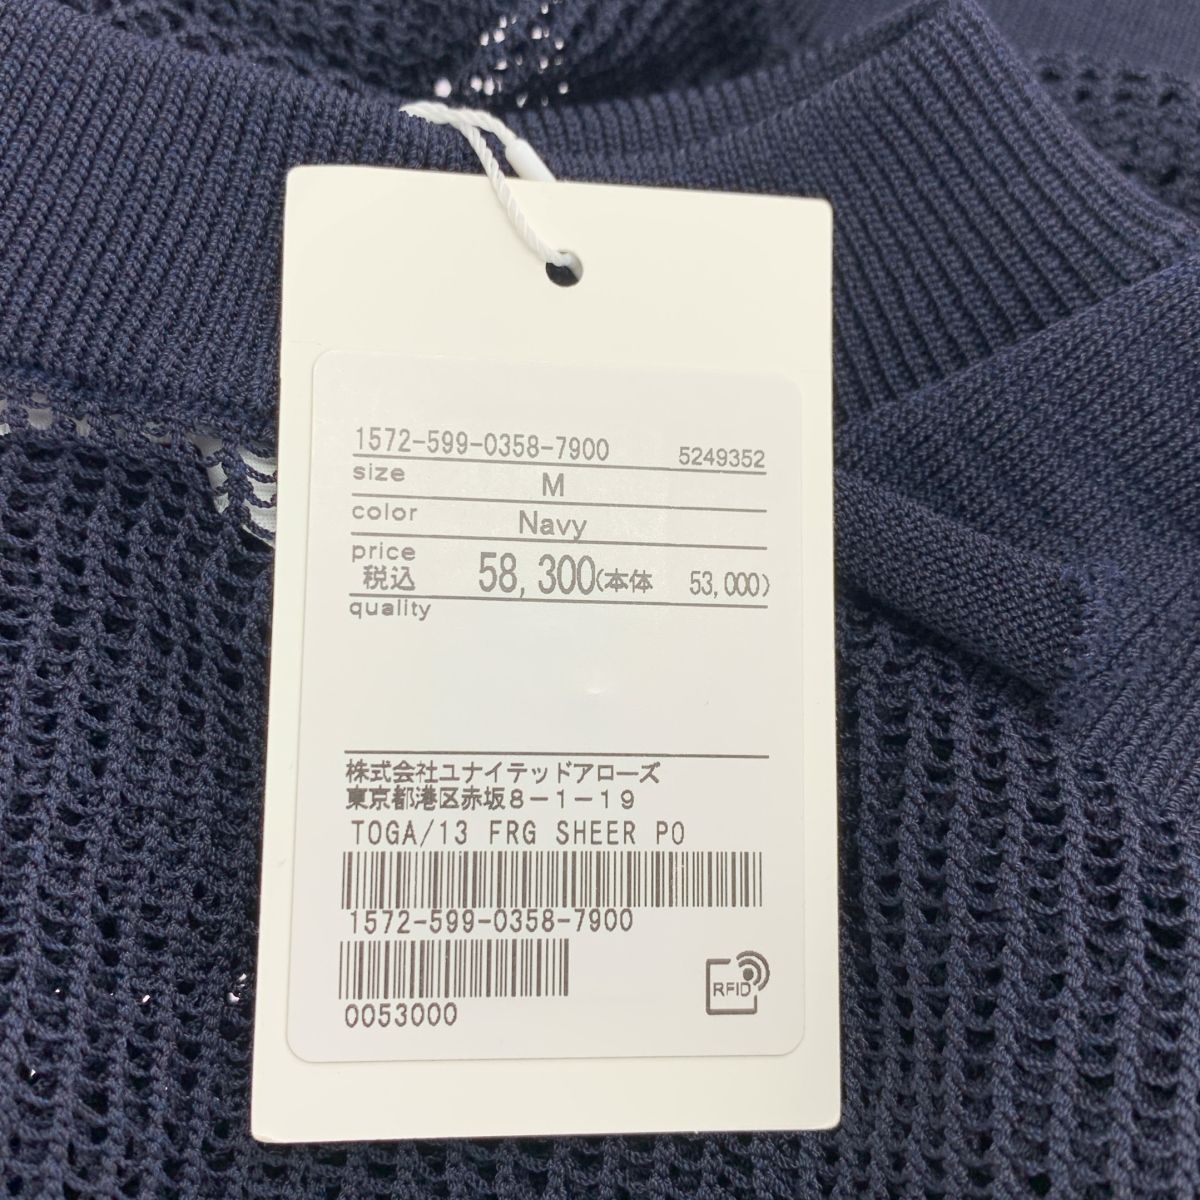 1572-599-0358-7900 5249352
size M
color Navy
price
税込 58,300(本体 53,000)
quality
株式会社ユナイテッドアローズ
東京都港区赤坂8-1-19
TOGA/13 FRG SHEER PO
1572-599-0358-7900
0053000
RFID